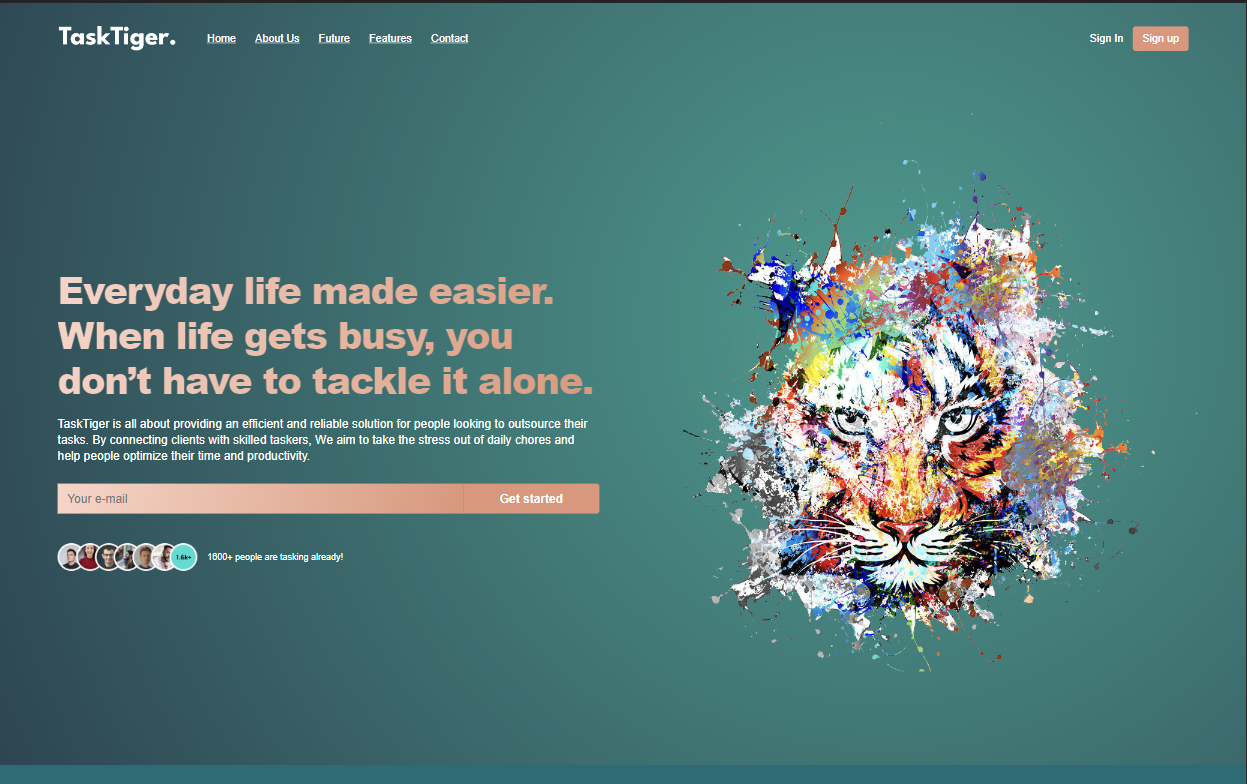 TaskTiger.
Home
About Us
Future
Features
Contact
Sign In
Sign up
Everyday life made easier.
When life gets busy, you
don’t have to tackle it alone.
TaskTiger is all about providing an efficient and reliable solution for people looking to outsource their
tasks. By connecting clients with skilled taskers, We aim to take the stress out of daily chores and
help people optimize their time and productivity.
Your e-mail
Get started
1.6k+
1600+ people are tasking already!